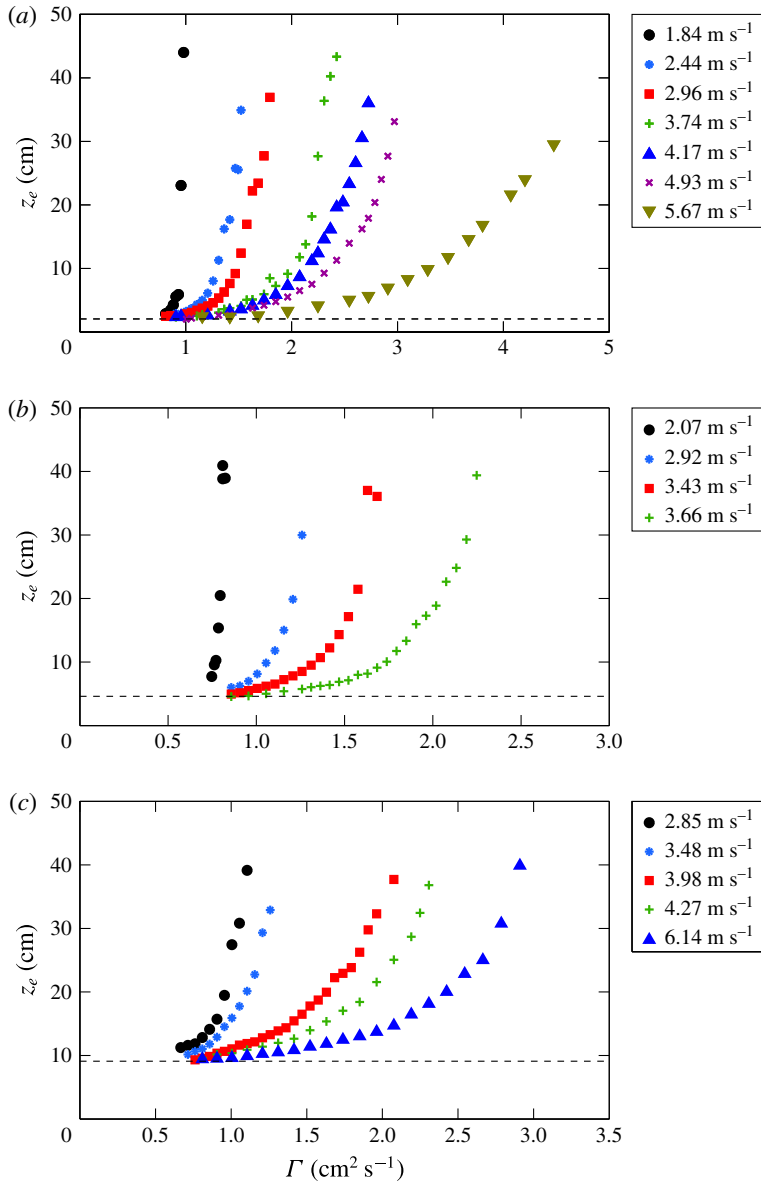 (a)
50
40
30
20
10
0
z_e (cm)
1
2
3
4
5
1.84 m s⁻¹
2.44 m s⁻¹
2.96 m s⁻¹
3.74 m s⁻¹
4.17 m s⁻¹
4.93 m s⁻¹
5.67 m s⁻¹
(b)
50
40
30
20
10
0
z_e (cm)
0.5
1.0
1.5
2.0
2.5
3.0
2.07 m s⁻¹
2.92 m s⁻¹
3.43 m s⁻¹
3.66 m s⁻¹
(c)
50
40
30
20
10
0
z_e (cm)
0.5
1.0
1.5
2.0
2.5
3.0
3.5
Γ (cm² s⁻¹)
2.85 m s⁻¹
3.48 m s⁻¹
3.98 m s⁻¹
4.27 m s⁻¹
6.14 m s⁻¹